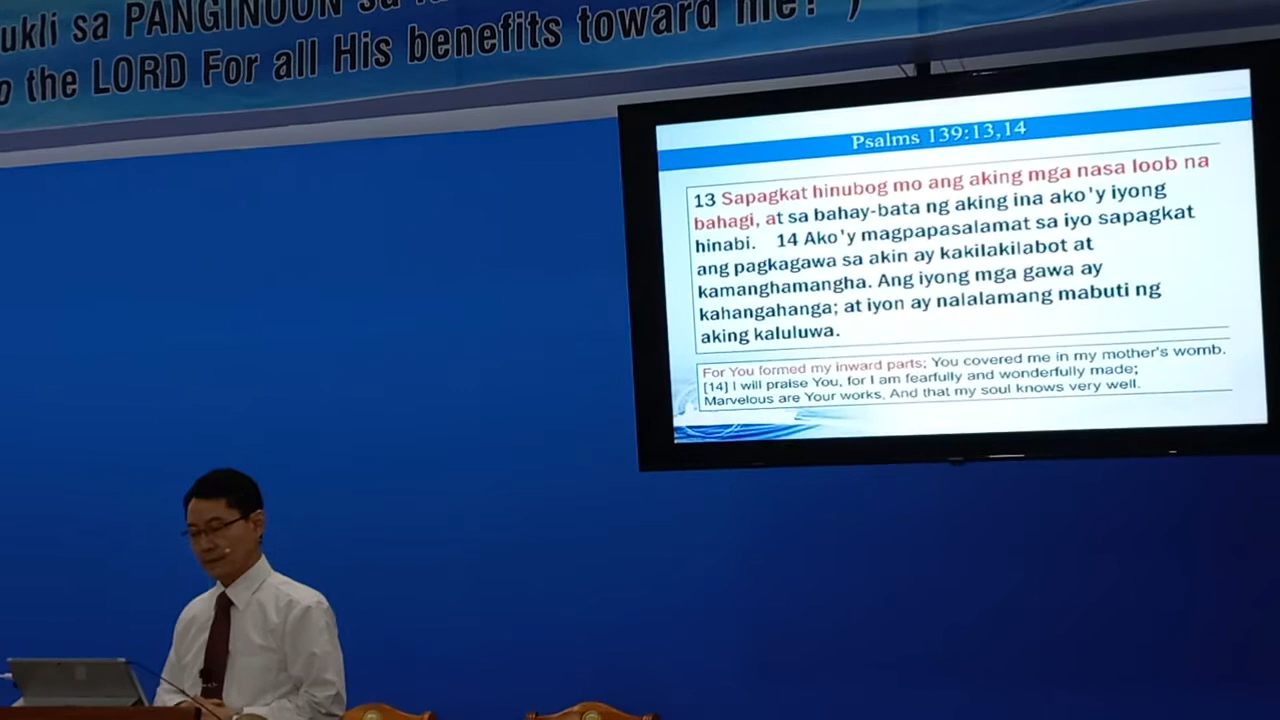 ukli sa PANGINOON sa
the LORD For all His benefits toward me?")
Psalms 139:13,14
13 Sapagkat hinubog mo ang aking mga nasa loob na
bahagi, at sa bahay-bata ng aking ina ako'y iyong
hinabi. 14 Ako'y magpapasalamat sa iyo sapagkat
ang pagkagawa sa akin ay kakilakilabot at
kamanghamangha. Ang iyong mga gawa ay
kahangahanga; at iyon ay nalalamang mabuti ng
aking kaluluwa.
For You formed my inward parts; You covered me in my mother's womb.
[14] I will praise You, for I am fearfully and wonderfully made;
Marvelous are Your works, And that my soul knows very well.